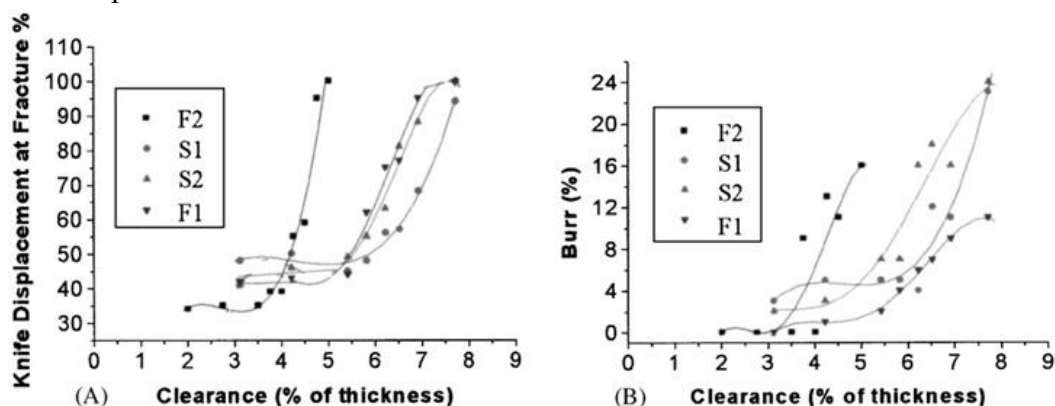 Knife Displacement at Fracture %
110
100
90
80
70
60
50
40
30
F2
S1
S2
F1
0 1 2 3 4 5 6 7 8 9
(A) Clearance (% of thickness)
Burr (%)
24
20
16
12
8
4
0
F2
S1
S2
F1
0 1 2 3 4 5 6 7 8 9
(B) Clearance (% of thickness)